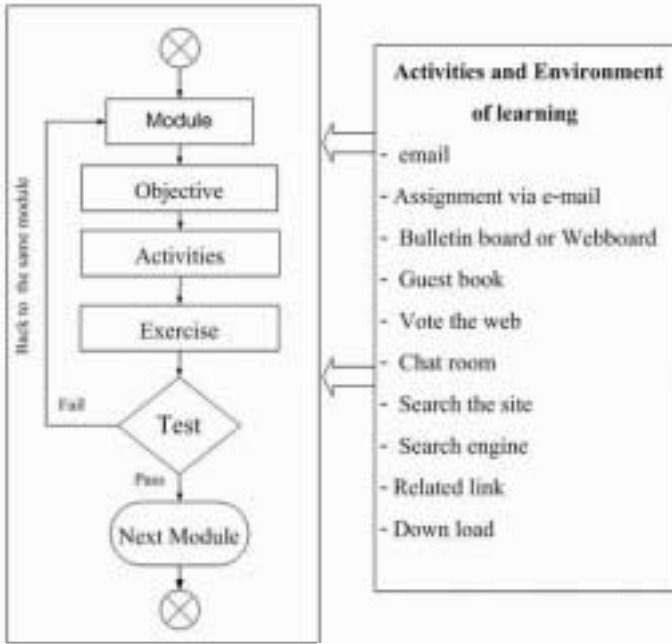 Module
Objective
Activities
Exercise
Test
Fail
Pass
Next Module
Back to the same module
Activities and Environment
of learning
- email
- Assignment via e-mail
- Bulletin board or Webboard
- Guest book
- Vote the web
- Chat room
- Search the site
- Search engine
- Related link
- Down load